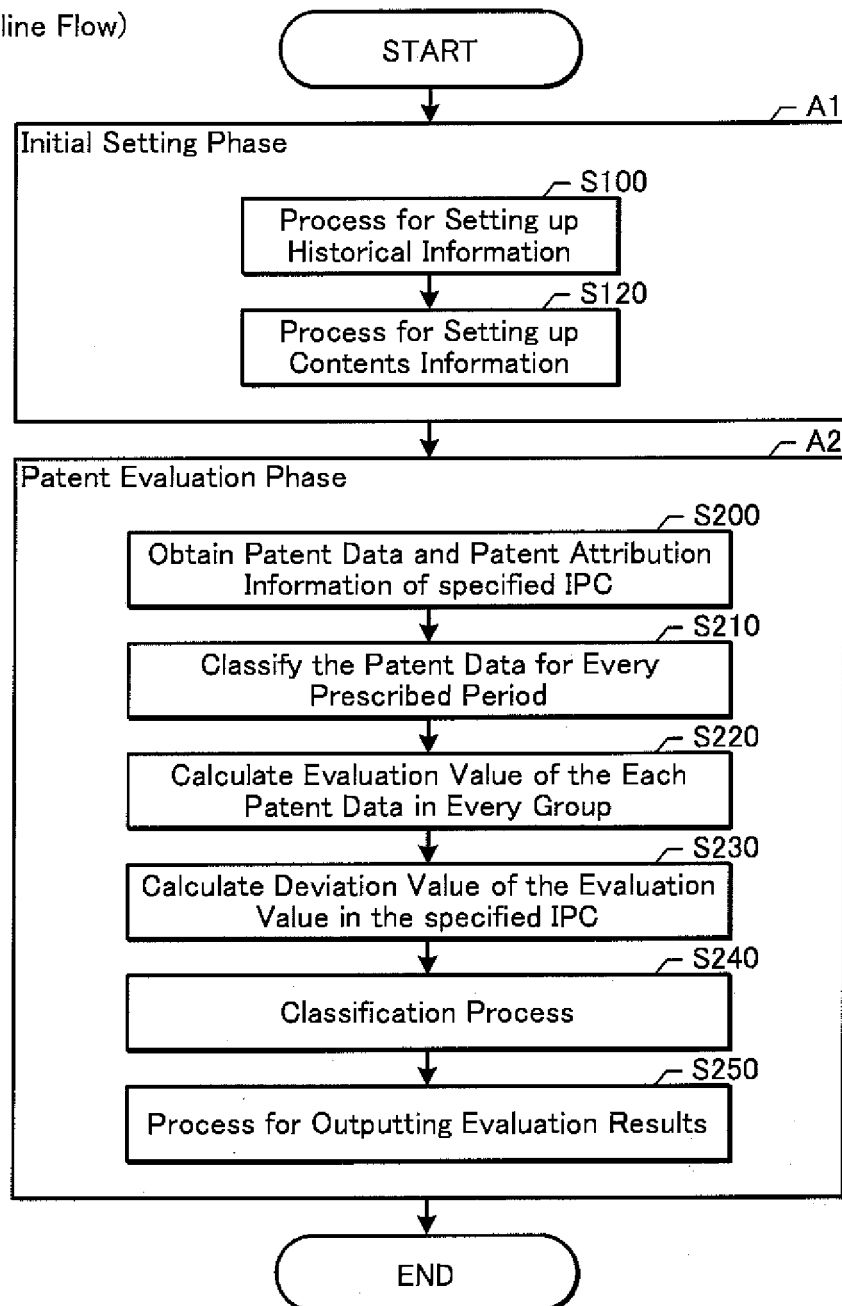 line Flow)
START
A1
Initial Setting Phase
S100
Process for Setting up
Historical Information
S120
Process for Setting up
Contents Information
A2
Patent Evaluation Phase
S200
Obtain Patent Data and Patent Attribution
Information of specified IPC
S210
Classify the Patent Data for Every
Prescribed Period
S220
Calculate Evaluation Value of the Each
Patent Data in Every Group
S230
Calculate Deviation Value of the Evaluation
Value in the specified IPC
S240
Classification Process
S250
Process for Outputting Evaluation Results
END